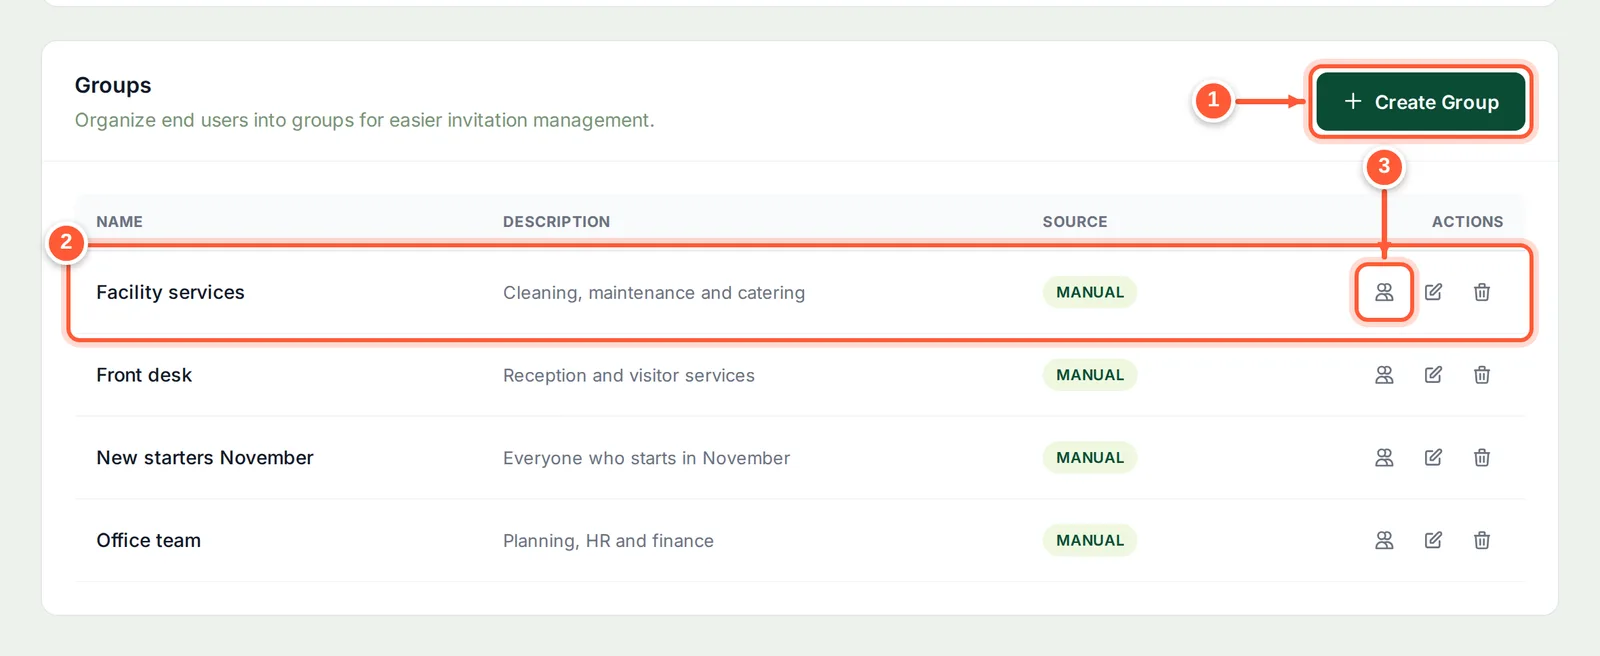 Groups
Organize end users into groups for easier invitation management.
1
Create Group
3
NAME DESCRIPTION SOURCE ACTIONS
2
Facility services Cleaning, maintenance and catering MANUAL
Front desk Reception and visitor services MANUAL
New starters November Everyone who starts in November MANUAL
Office team Planning, HR and finance MANUAL